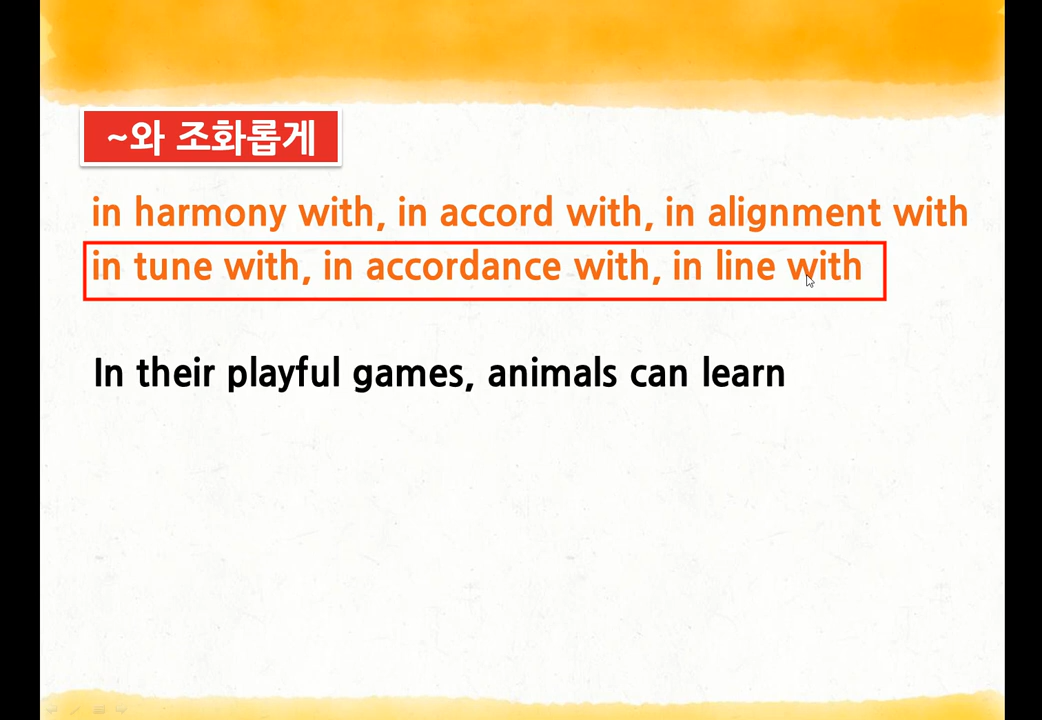 ~와 조화롭게
in harmony with, in accord with, in alignment with
in tune with, in accordance with, in line with
In their playful games, animals can learn